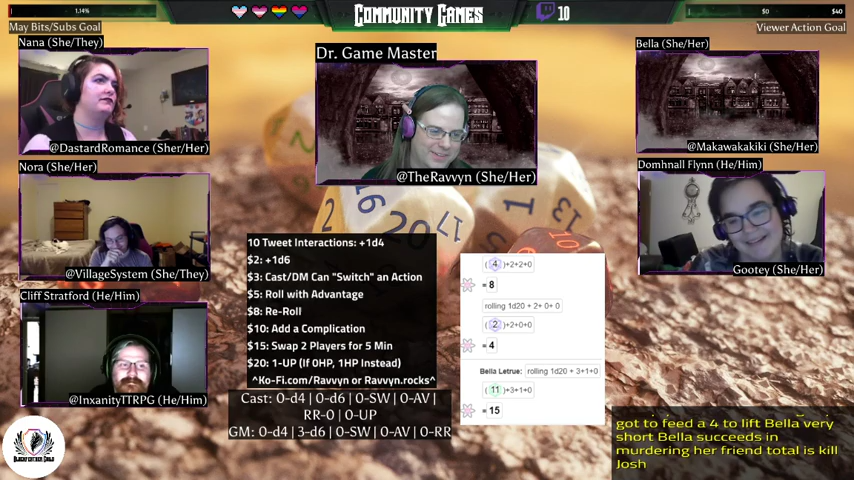 1.14%
COMMUNITY GAMES
10
$0
$40
May Bits/Subs Goal
Viewer Action Goal
Nana (She/They)
@DastardRomance (Sher/Her)
Dr. Game Master
@TheRavvyn (She/Her)
Bella (She/Her)
@Makawakakiki (She/Her)
Nora (She/Her)
@VillageSystem (She/They)
Domhnall Flynn (He/Him)
Gootey (She/Her)
Cliff Stratford (He/Him)
@InxanityTTRPG (He/Him)
10 Tweet Interactions: +1d4
$2: +1d6
$3: Cast/DM Can "Switch" an Action
$5: Roll with Advantage
$8: Re-Roll
$10: Add a Complication
$15: Swap 2 Players for 5 Min
$20: 1-UP (If 0HP, 1HP Instead)
^Ko-Fi.com/Ravvyn or Ravvyn.rocks^
Cast: 0-d4 | 0-d6 | 0-SW | 0-AV |
RR-0 | 0-UP
GM: 0-d4 | 3-d6 | 0-SW | 0-AV | 0-RR
(4)+2+2+0
= 8
rolling 1d20 + 2+ 0+ 0
(2)+2+0+0
= 4
Bella Letrue: rolling 1d20 + 3+1+0
(11)+3+1+0
= 15
got to feed a 4 to lift Bella very
short Bella succeeds in
murdering her friend total is kill
Josh
2
16
20
17
1
13
10